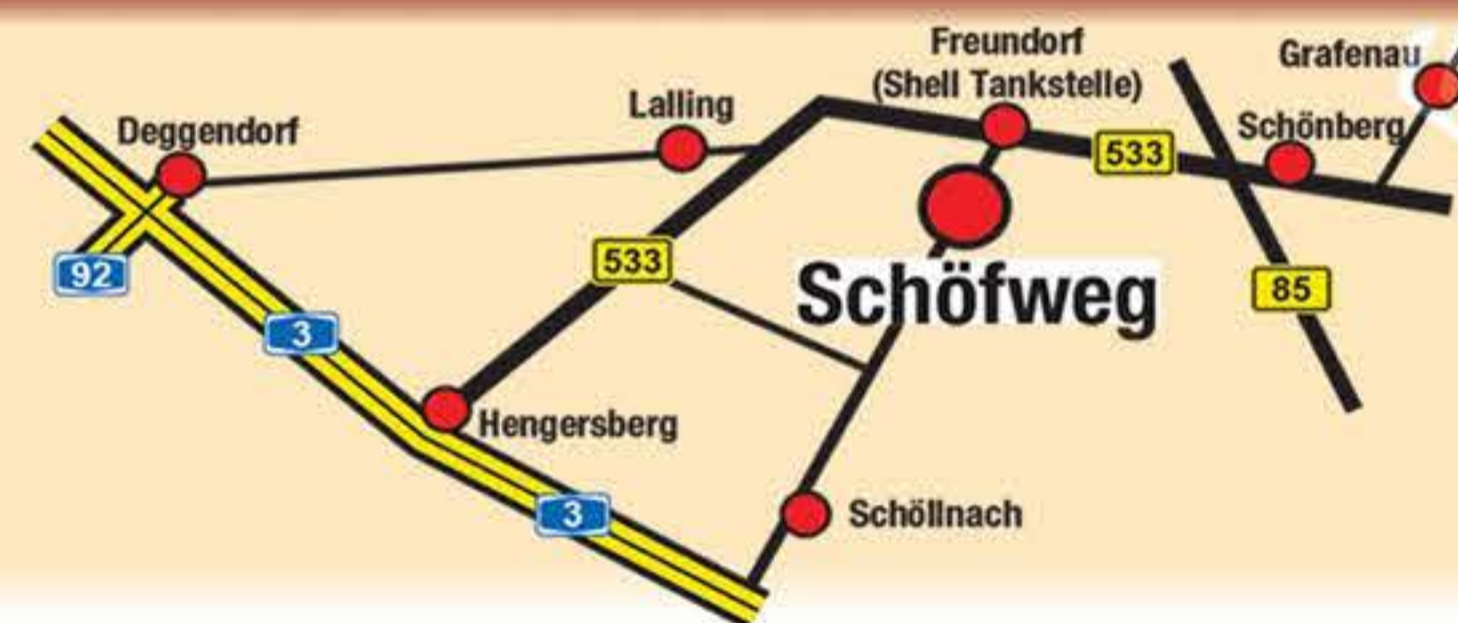 Freundorf
(Shell Tankstelle)
Grafenau
Lalling
Deggendorf
Schönberg
533
533
92
Schöfweg
85
3
Hengersberg
3
Schöllnach